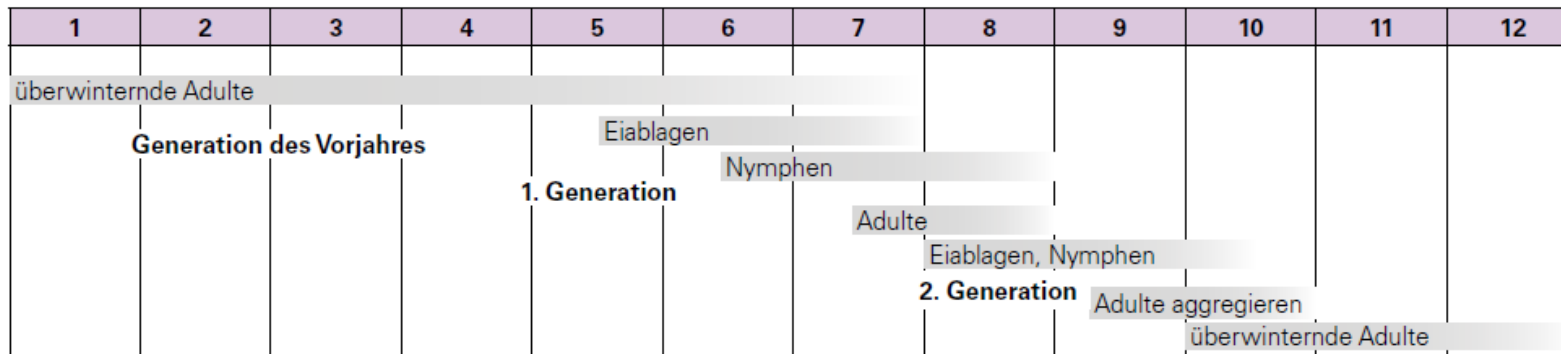 1 2 3 4 5 6 7 8 9 10 11 12
überwinternde Adulte
Eiablagen
Generation des Vorjahres
Nymphen
1. Generation
Adulte
Eiablagen, Nymphen
2. Generation
Adulte aggregieren
überwinternde Adulte